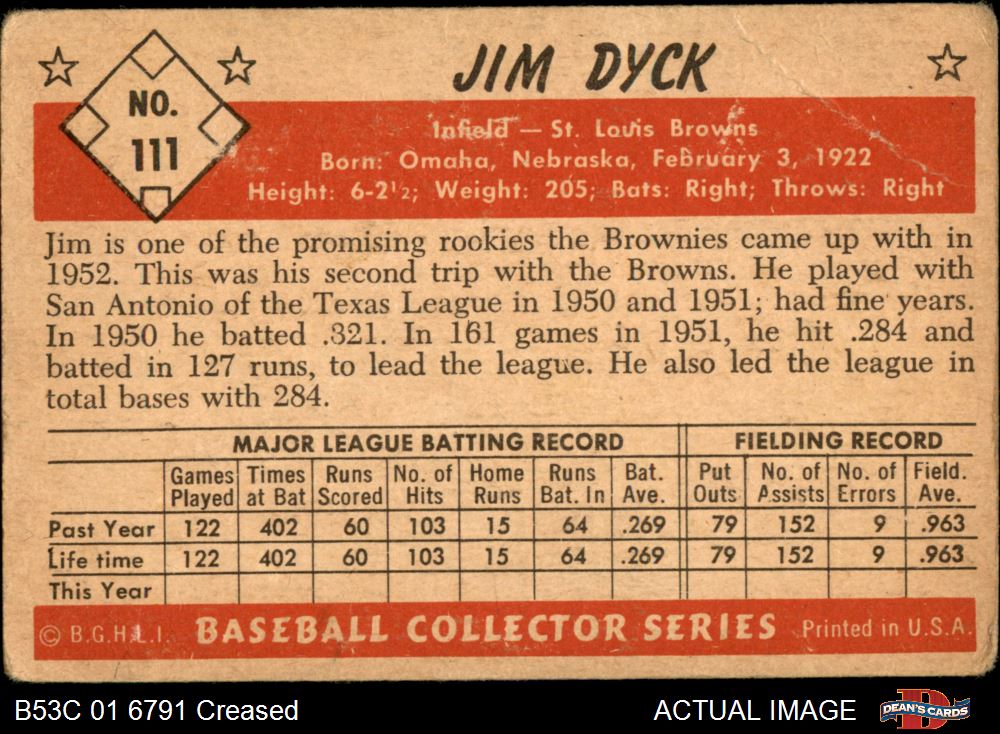 JIM DYCK
NO.
111
Infield — St. Louis Browns
Born: Omaha, Nebraska, February 3, 1922
Height: 6-2½; Weight: 205; Bats: Right; Throws: Right
Jim is one of the promising rookies the Brownies came up with in
1952. This was his second trip with the Browns. He played with
San Antonio of the Texas League in 1950 and 1951; had fine years.
In 1950 he batted .321. In 161 games in 1951, he hit .284 and
batted in 127 runs, to lead the league. He also led the league in
total bases with 284.
MAJOR LEAGUE BATTING RECORD FIELDING RECORD
Games Times Runs No. of Home Runs Bat. Put No. of No. of Field.
Played at Bat Scored Hits Runs Bat. In Ave. Outs Assists Errors Ave.
Past Year 122 402 60 103 15 64 .269 79 152 9 .963
Life time 122 402 60 103 15 64 .269 79 152 9 .963
This Year
© B.G.H.L.I. BASEBALL COLLECTOR SERIES Printed in U.S.A.
B53C 01 6791 Creased ACTUAL IMAGE DEAN'S CARDS